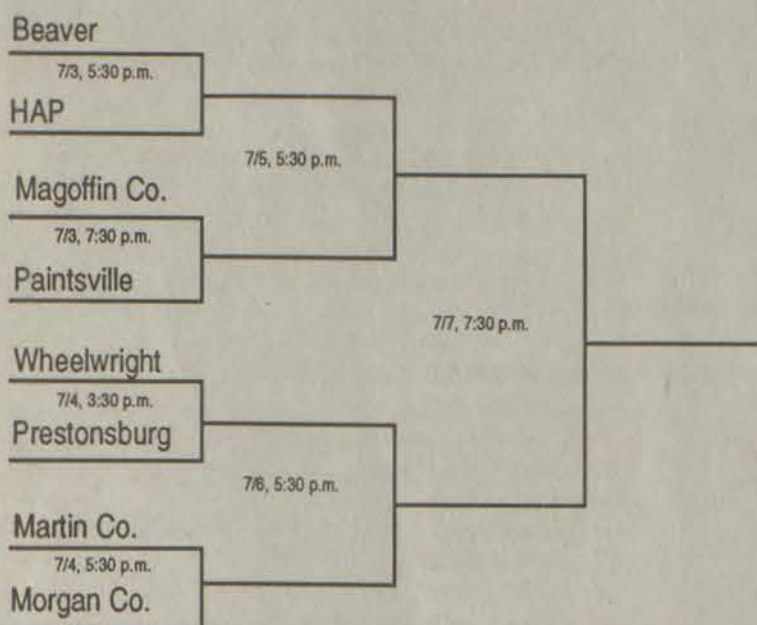 Beaver
7/3, 5:30 p.m.
HAP
7/5, 5:30 p.m.
Magoffin Co.
7/3, 7:30 p.m.
Paintsville
7/7, 7:30 p.m.
Wheelwright
7/4, 3:30 p.m.
Prestonsburg
7/6, 5:30 p.m.
Martin Co.
7/4, 5:30 p.m.
Morgan Co.